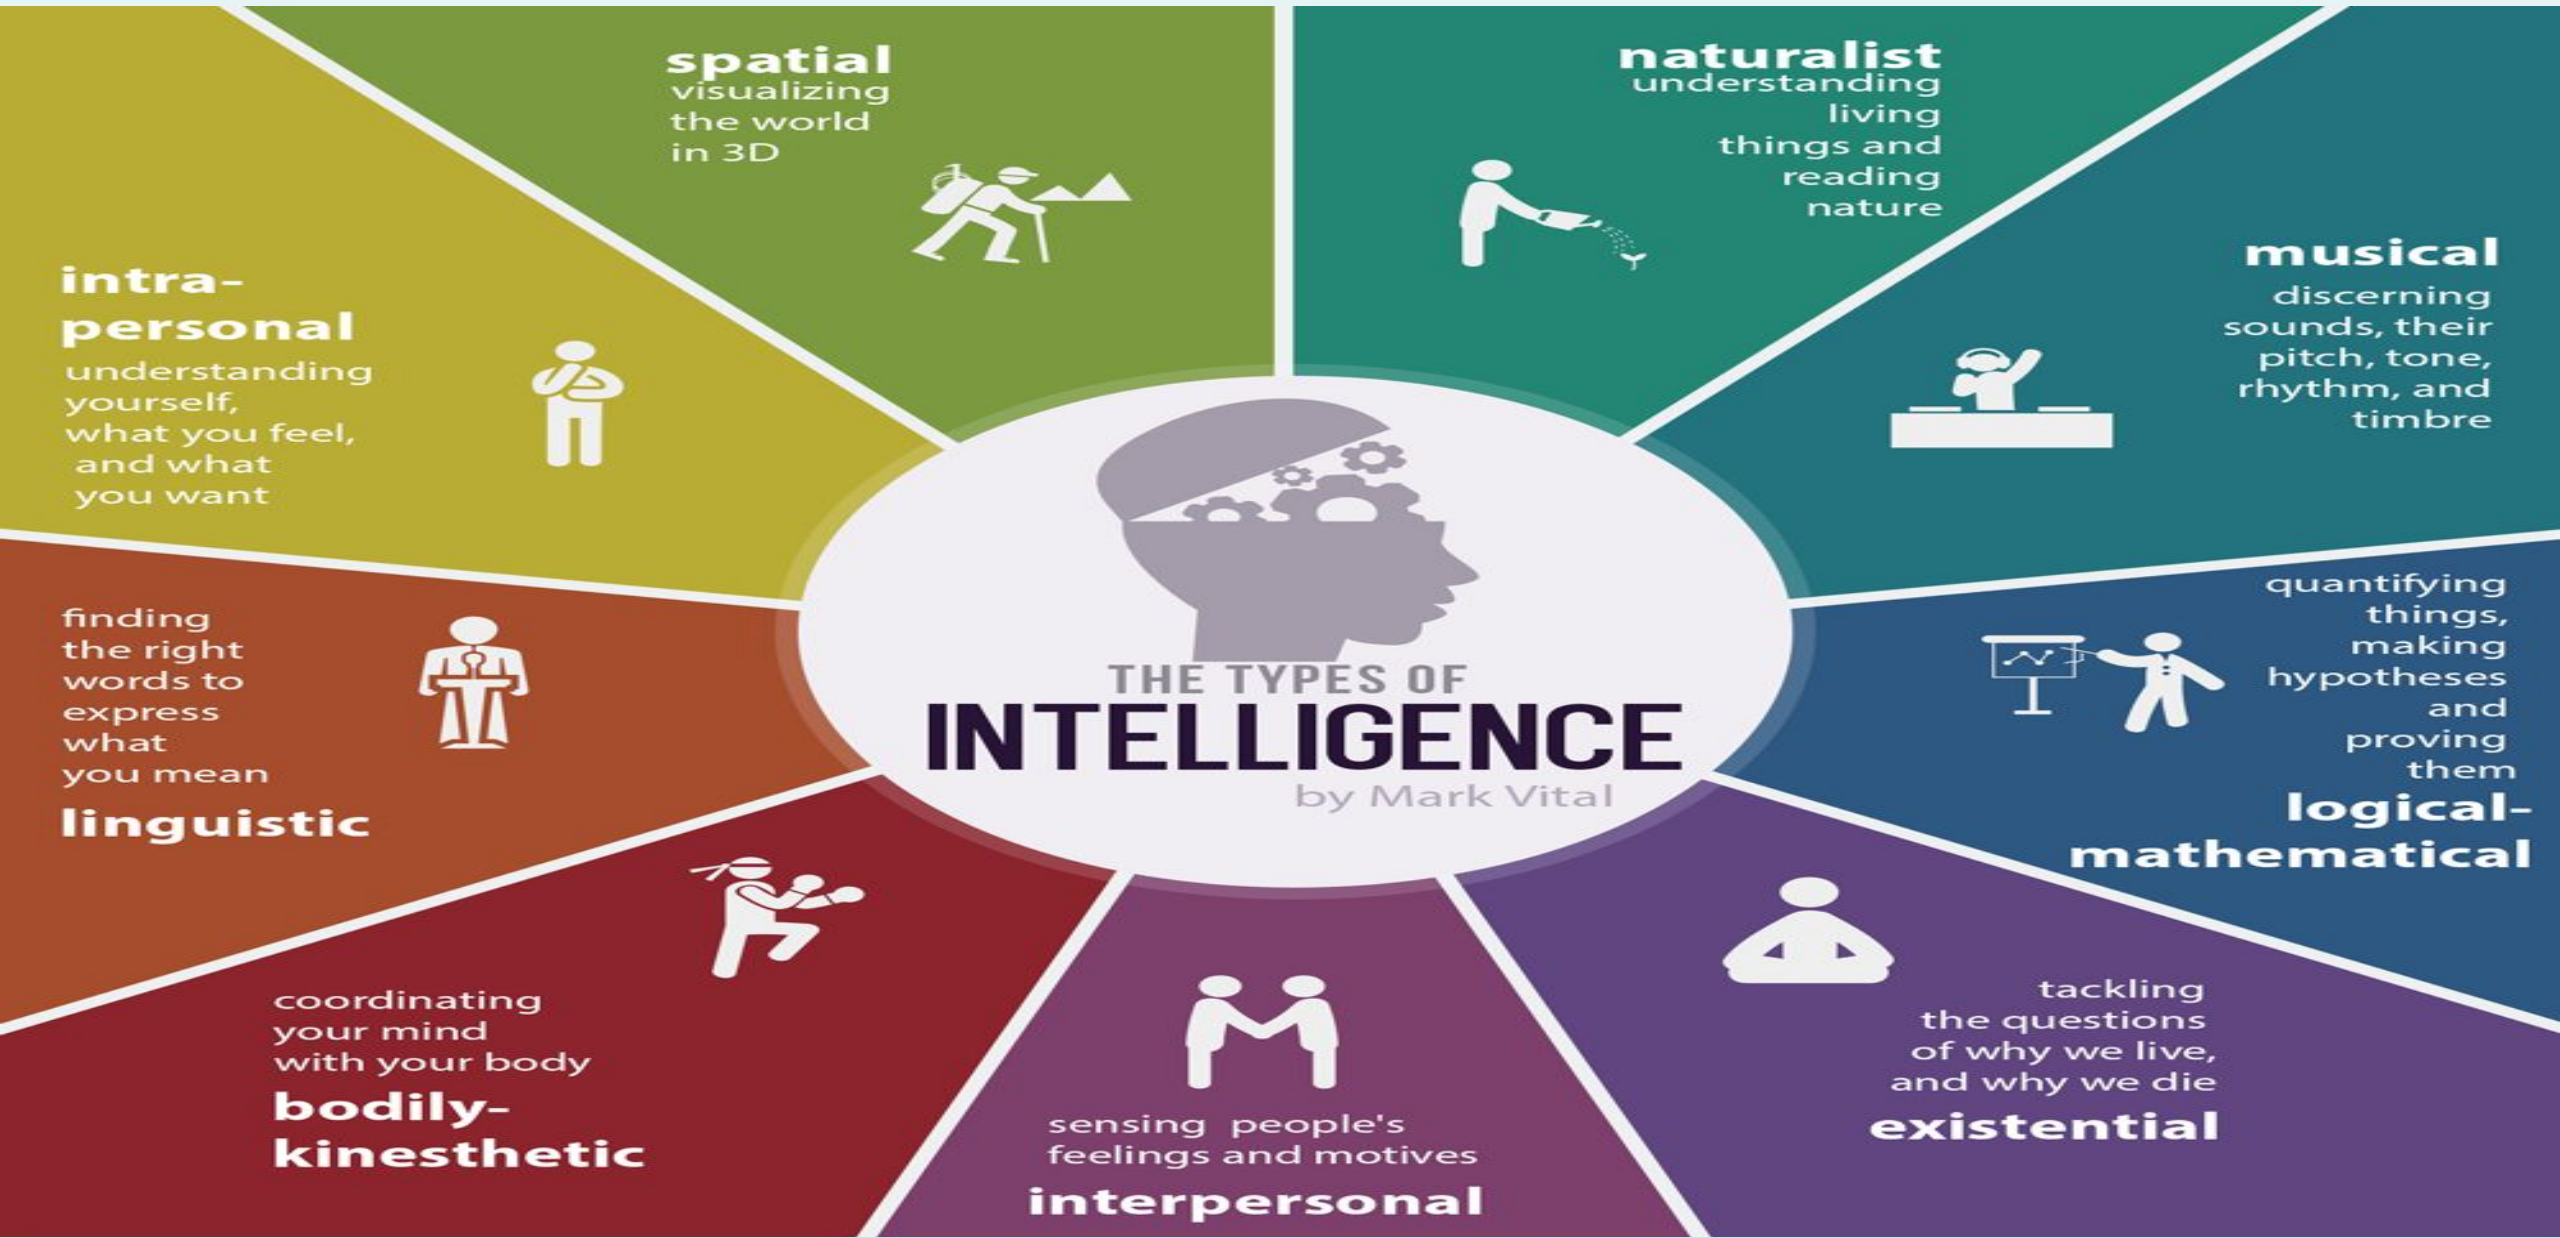 spatial
visualizing
the world
in 3D
naturalist
understanding
living
things and
reading
nature
musical
discerning
sounds, their
pitch, tone,
rhythm, and
timbre
quantifying
things,
making
hypotheses
and
proving
them
logical-
mathematical
tackling
the questions
of why we live,
and why we die
existential
sensing people's
feelings and motives
interpersonal
coordinating
your mind
with your body
bodily-
kinesthetic
finding
the right
words to
express
what
you mean
linguistic
intra-
personal
understanding
yourself,
what you feel,
and what
you want
THE TYPES OF
INTELLIGENCE
by Mark Vital